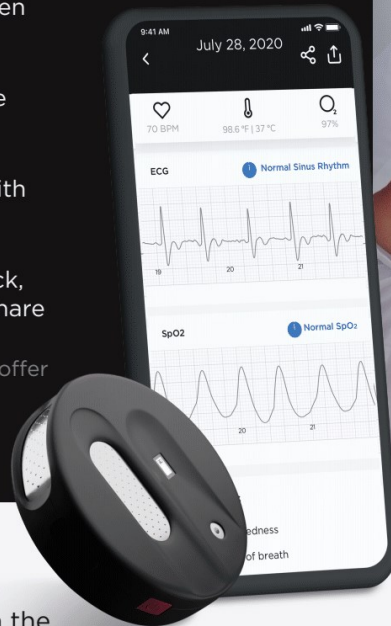 en
e
ith
ck,
hare
offer
9:41 AM
July 28, 2020
70 BPM
98.6 °F | 37 °C
O2
97%
ECG
Normal Sinus Rhythm
19 20 21
SpO2
Normal SpO2
20 21
s
edness
of breath
the